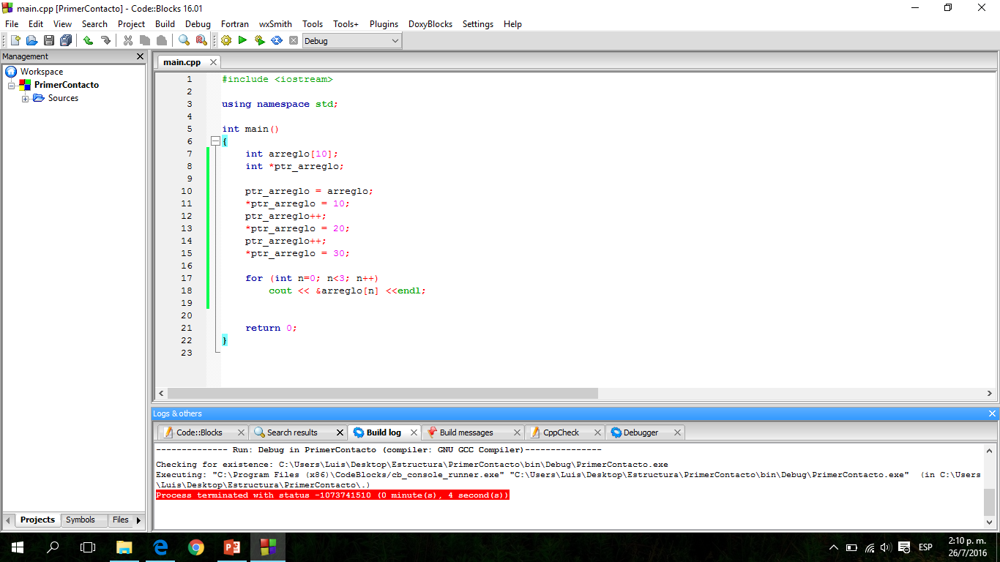 main.cpp [PrimerContacto] - Code::Blocks 16.01
File Edit View Search Project Build Debug Fortran wxSmith Tools Tools+ Plugins DoxyBlocks Settings Help
Debug
Management
Workspace
PrimerContacto
Sources
Projects Symbols Files
main.cpp
1 #include <iostream>
2
3 using namespace std;
4
5 int main()
6 {
7 int arreglo[10];
8 int *ptr_arreglo;
9
10 ptr_arreglo = arreglo;
11 *ptr_arreglo = 10;
12 ptr_arreglo++;
13 *ptr_arreglo = 20;
14 ptr_arreglo++;
15 *ptr_arreglo = 30;
16
17 for (int n=0; n<3; n++)
18 cout << &arreglo[n] <<endl;
19
20
21 return 0;
22 }
23
Logs & others
Code::Blocks Search results Build log Build messages CppCheck Debugger
-------------- Run: Debug in PrimerContacto (compiler: GNU GCC Compiler)---------------
Checking for existence: C:\Users\Luis\Desktop\Estructura\PrimerContacto\bin\Debug\PrimerContacto.exe
Executing: "C:\Program Files (x86)\CodeBlocks/cb_console_runner.exe" "C:\Users\Luis\Desktop\Estructura\PrimerContacto\bin\Debug\PrimerContacto.exe" (in C:\Users
\Luis\Desktop\Estructura\PrimerContacto\.)
Process terminated with status -1073741510 (0 minute(s), 4 second(s))
ESP
2:10 p. m.
26/7/2016